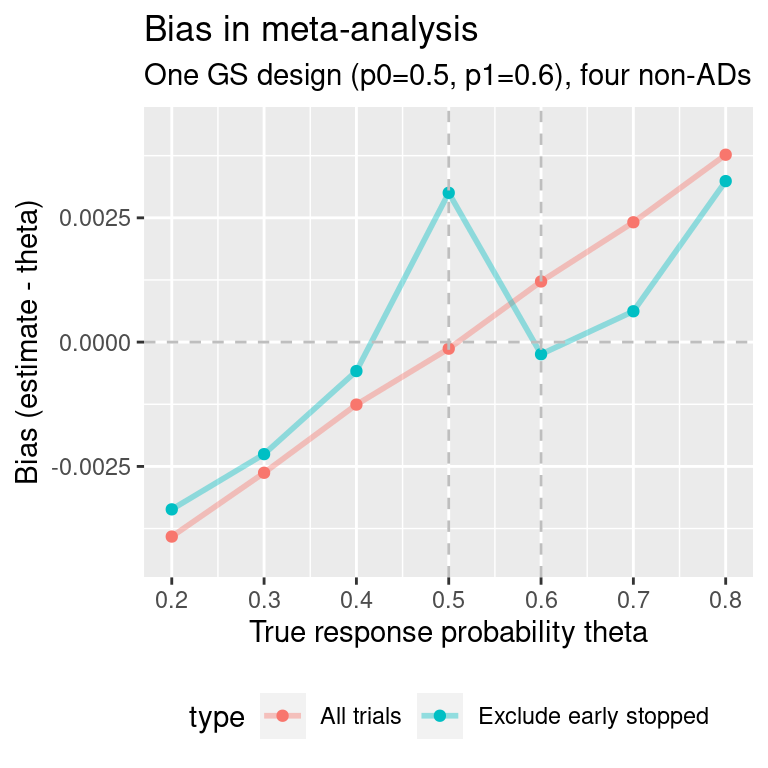 Bias in meta-analysis
One GS design (p0=0.5, p1=0.6), four non-ADs
Bias (estimate - theta)
0.0025
0.0000
-0.0025
0.2 0.3 0.4 0.5 0.6 0.7 0.8
True response probability theta
type All trials Exclude early stopped